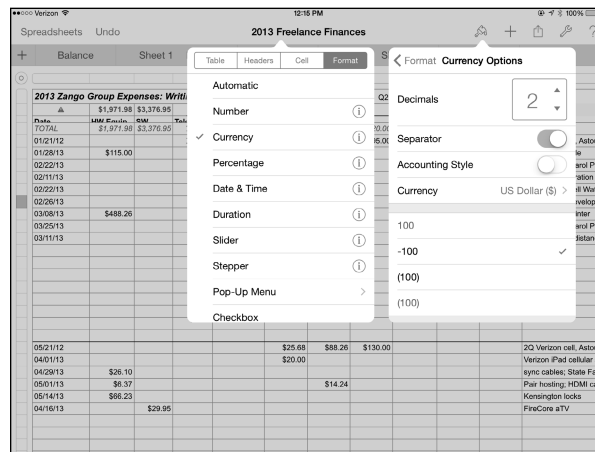 Verizon 12:15 PM 100%
Spreadsheets Undo 2013 Freelance Finances
+ Balance Sheet 1
Table Headers Cell Format
Format Currency Options
Automatic
Number
✓ Currency
Percentage
Date & Time
Duration
Slider
Stepper
Pop-Up Menu
Checkbox
Decimals 2
Separator
Accounting Style
Currency US Dollar ($)
100
-100 ✓
(100)
(100)
2013 Zango Group Expenses: Writi Q2
$1,971.98 $3,376.95
Date HW Equip SW
TOTAL $1,971.98 $3,376.95
01/21/12
01/28/13 $115.00
02/22/13
02/11/13
02/22/13
02/26/13
03/08/13 $488.26
03/25/13
03/11/13
05/21/12 $25.68 $88.26 $130.00 2Q Verizon cell, Astou
04/01/13 $20.00 Verizon iPad cellular
04/29/13 $26.10 sync cables; State Fa
05/01/13 $6.37 $14.24 Pair hosting; HDMI ca
05/14/13 $66.23 Kensington locks
04/16/13 $29.95 FireCore aTV